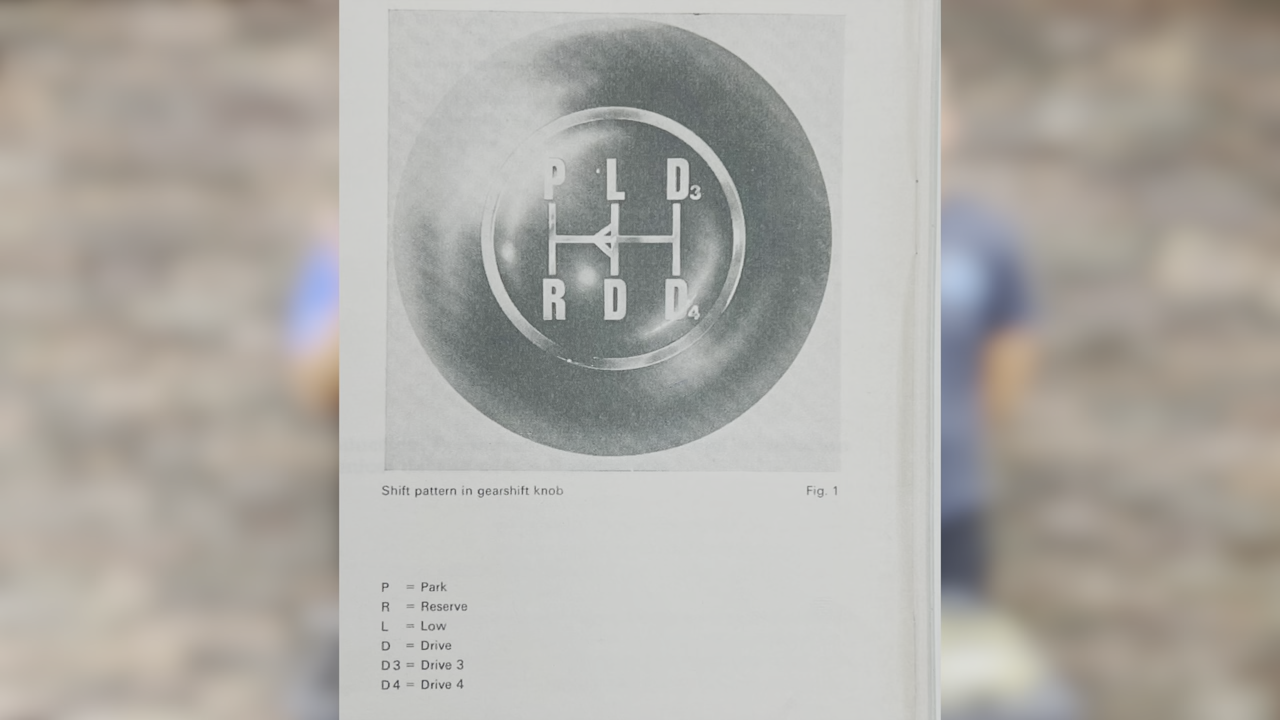 P L D3
R D D4
Shift pattern in gearshift knob Fig. 1
P = Park
R = Reserve
L = Low
D = Drive
D3 = Drive 3
D4 = Drive 4